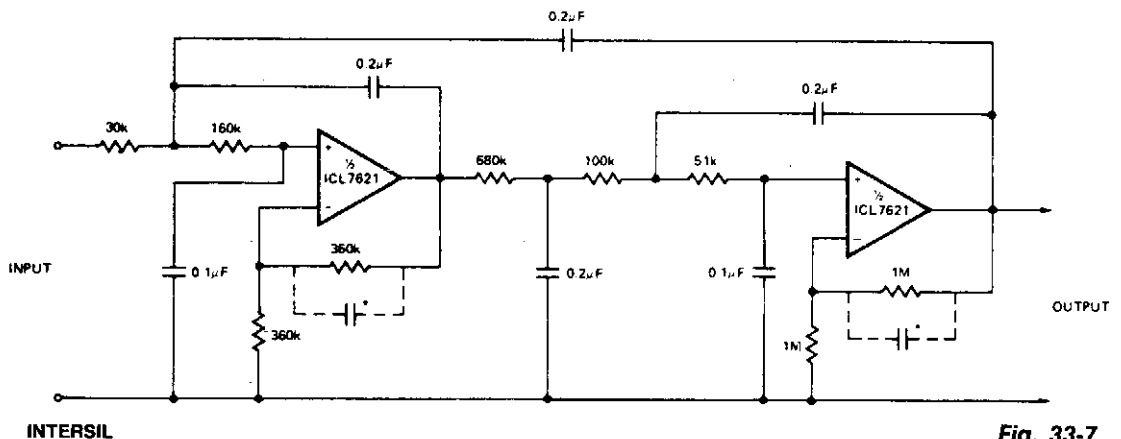 0.2µF
0.2µF
0.2µF
30k
160k
+
½
ICL7621
−
680k
100k
51k
+
½
ICL7621
−
INPUT
0.1µF
360k
*
360k
0.2µF
0.1µF
1M
*
1M
OUTPUT
INTERSIL
Fig. 33-7